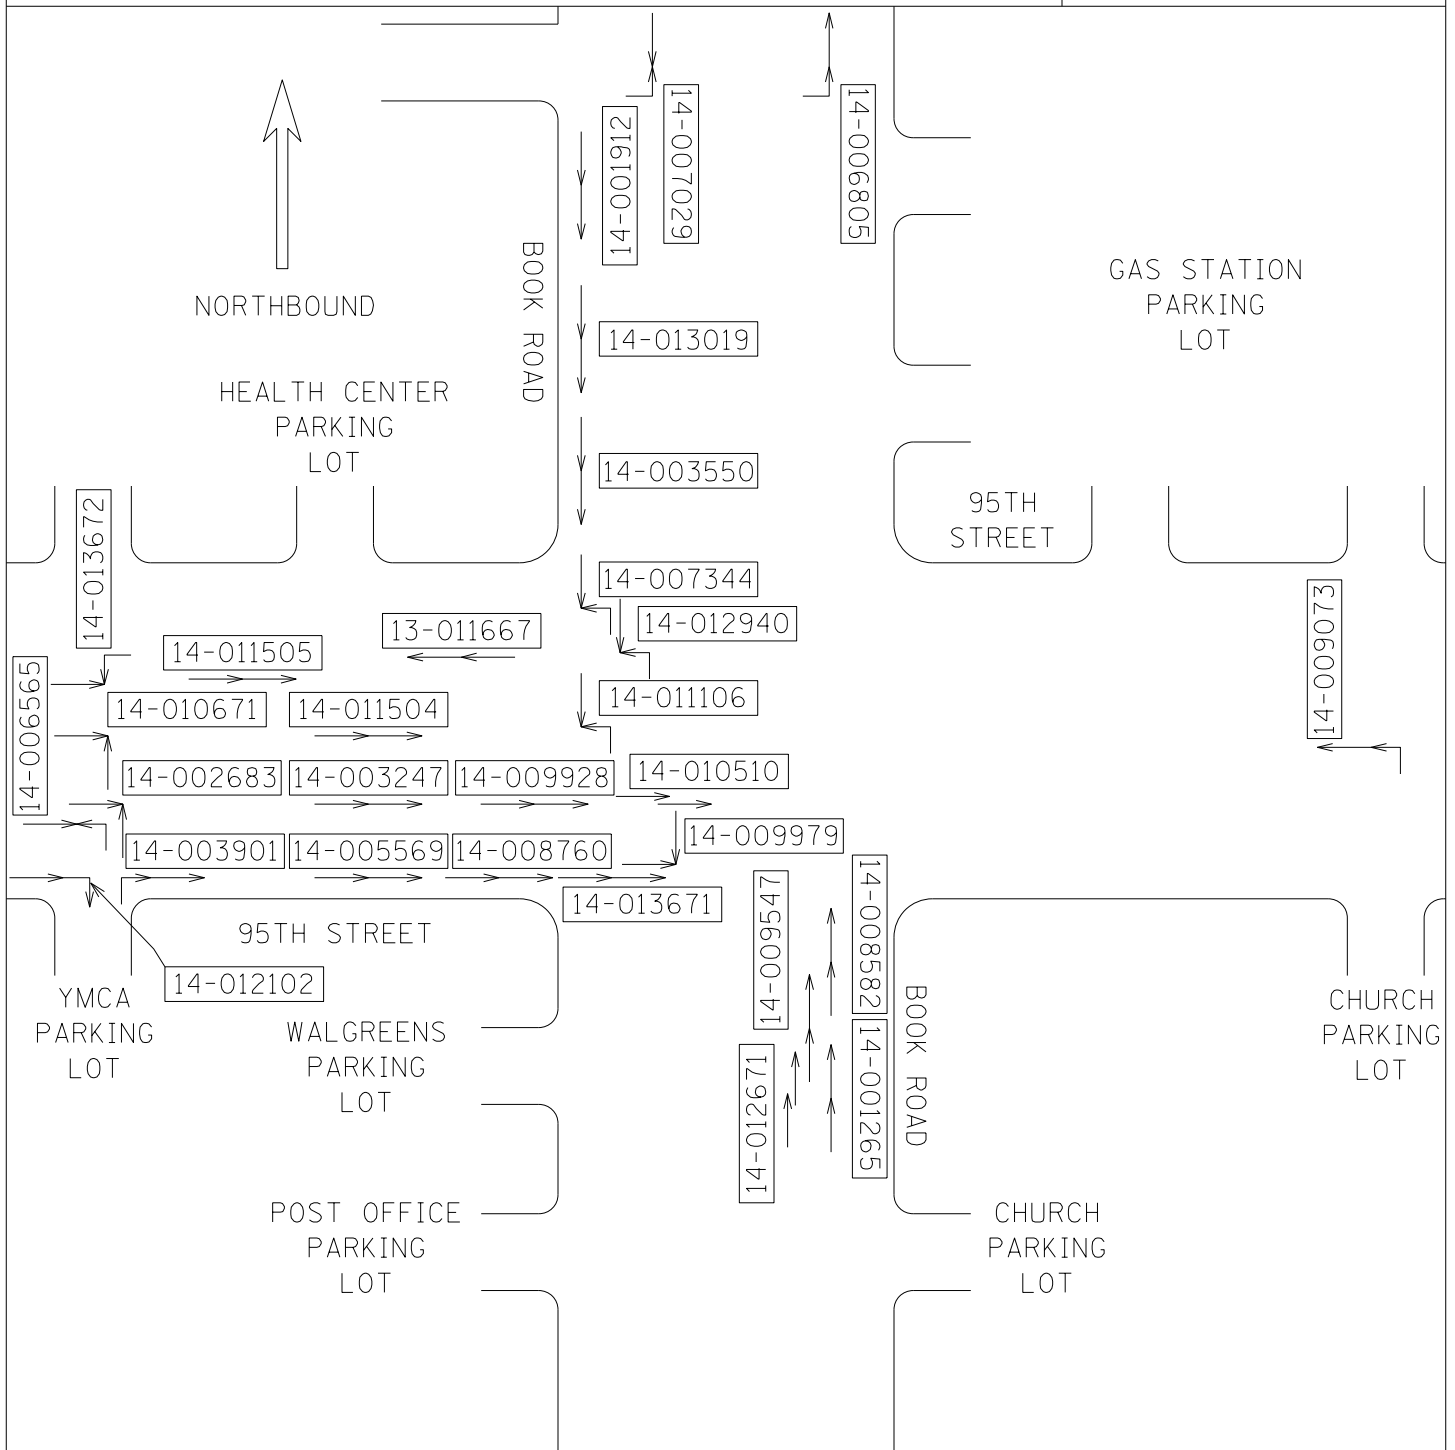 14-001912
14-007029
14-006805
BOOK ROAD
GAS STATION
PARKING
LOT
NORTHBOUND
14-013019
HEALTH CENTER
PARKING
LOT
14-003550
95TH
STREET
14-013672
14-007344
14-009073
13-011667
14-012940
14-011505
14-006565
14-010671
14-011504
14-011106
14-002683
14-003247
14-009928
14-010510
14-003901
14-005569
14-008760
14-009979
14-013671
14-009547
14-008582
95TH STREET
14-012102
YMCA
PARKING
LOT
WALGREENS
PARKING
LOT
BOOK ROAD
CHURCH
PARKING
LOT
14-012671
14-001265
POST OFFICE
PARKING
LOT
CHURCH
PARKING
LOT